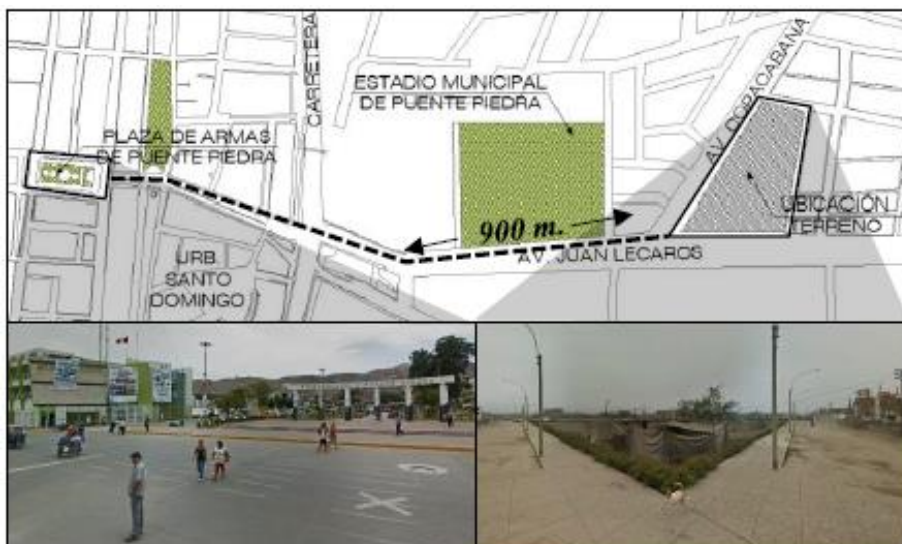 CARRETERA
ESTADIO MUNICIPAL
DE PUENTE PIEDRA
AV. COPACABANA
PLAZA DE ARMAS
DE PUENTE PIEDRA
UBICACIÓN
TERRENO
900 m.
AV. JUAN LECAROS
URB.
SANTO
DOMINGO